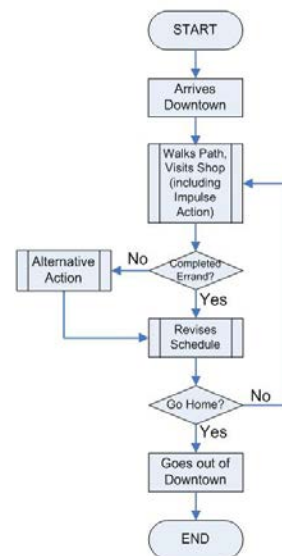 START
Arrives
Downtown
Walks Path,
Visits Shop
(including
Impulse
Action)
No
Completed
Errand?
Alternative
Action
Yes
Revises
Schedule
Go Home?
No
Yes
Goes out of
Downtown
END